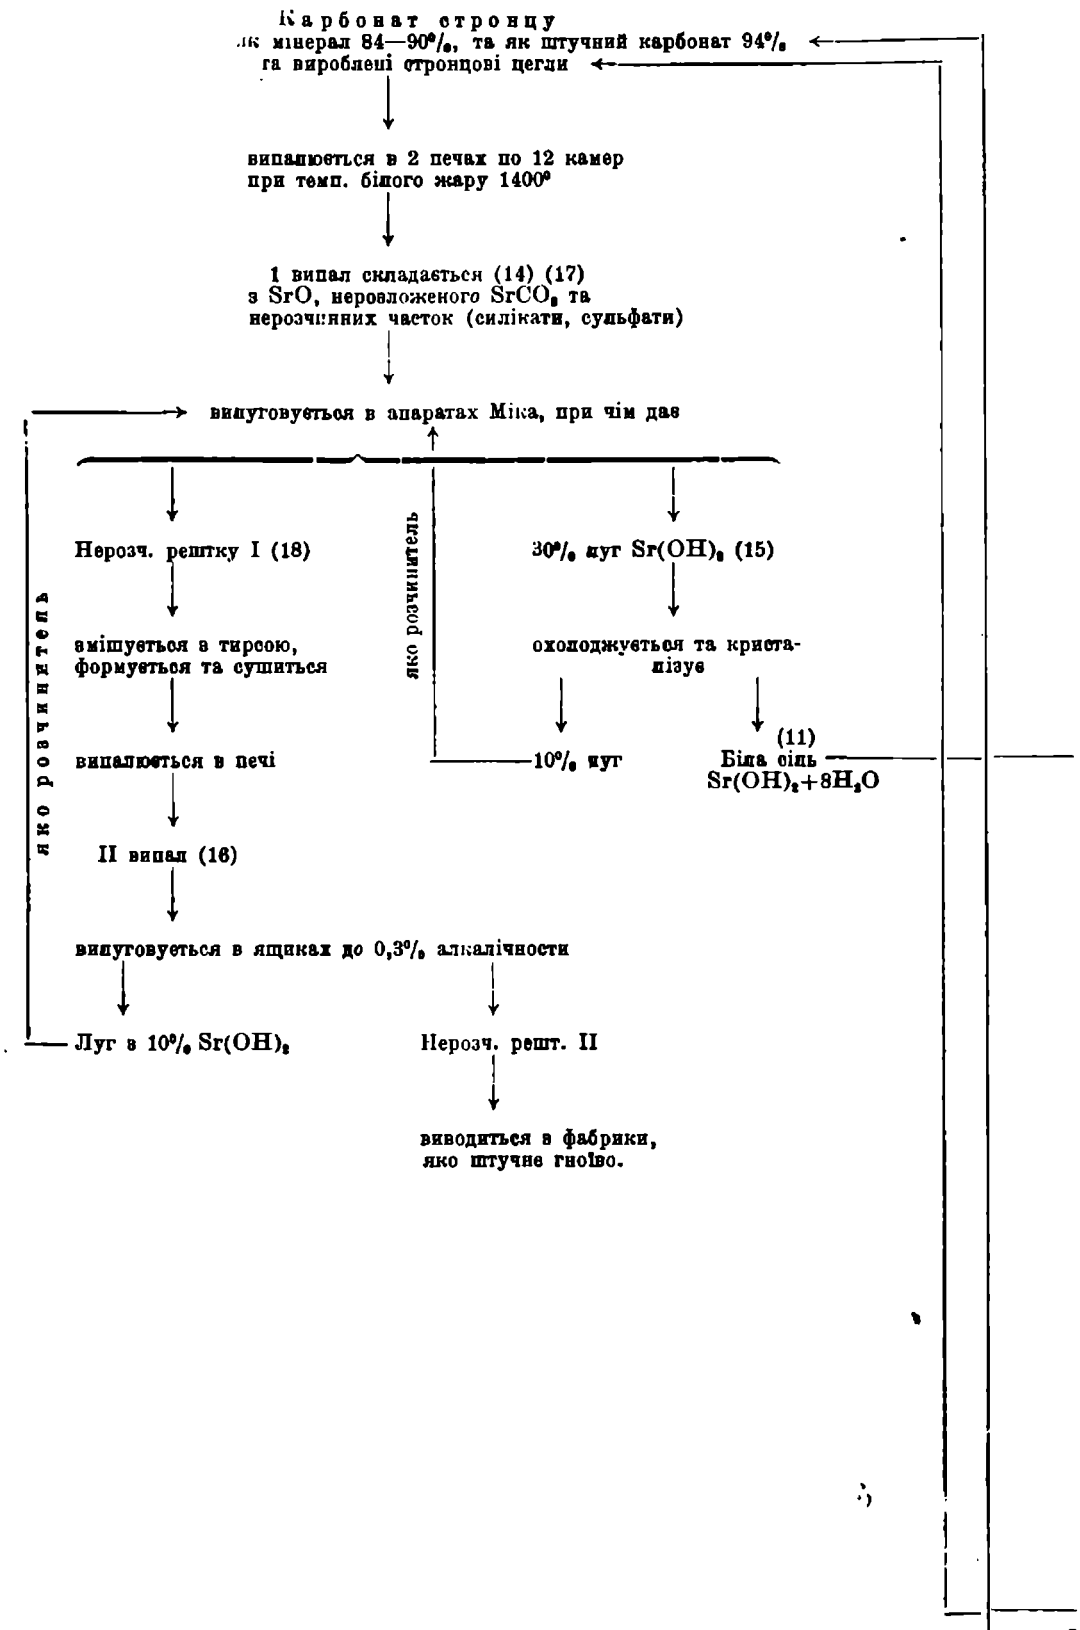 Карбонат стронцу
як мінерал 84—90%, та як штучний карбонат 94%
та вироблені стронцові цегли
випалюється в 2 печах по 12 камер
при темп. білого жару 1400°
1 випал складається (14) (17)
з SrO, нерозложеного SrCO₃ та
нерозчинних часток (силікати, сульфати)
вилуговується в апаратах Міка, при чім дає
Нерозч. рештку I (18)
змішується з тирсою,
формується та сушиться
випалюється в печі
II випал (16)
вилуговується в ящиках до 0,3% алкалічности
Луг з 10% Sr(OH)₂
яко розчинитель
Нерозч. решт. II
виводиться з фабрики,
яко штучне гноїво.
яко розчинитель
30% луг Sr(OH)₂ (15)
охолоджується та криста-
лізує
10% луг
(11)
Біла сіль
Sr(OH)₂+8H₂O